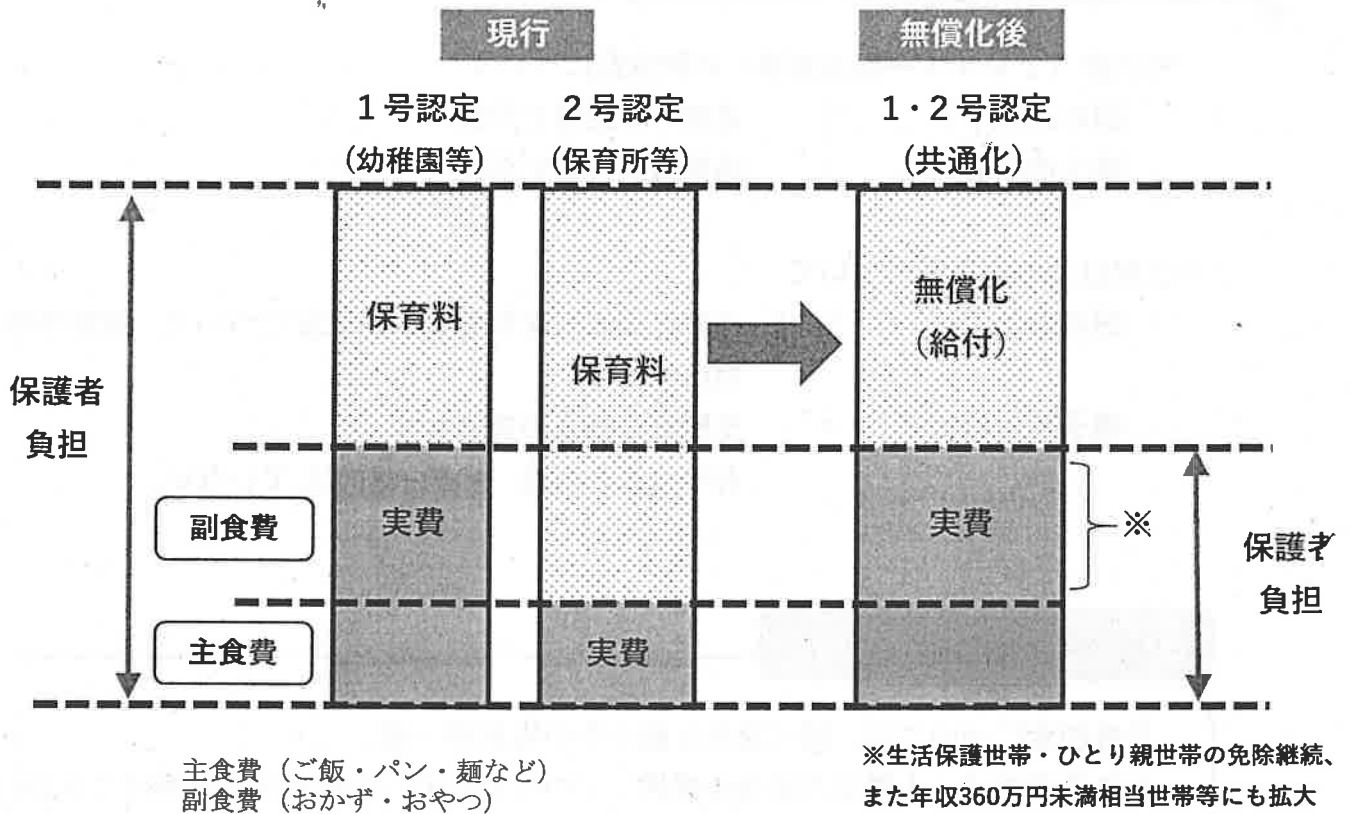 現行
無償化後
1号認定
(幼稚園等)
2号認定
(保育所等)
1・2号認定
(共通化)
保護者
負担
保育料
保育料
無償化
(給付)
副食費
実費
実費
※
保護者
負担
主食費
実費
主食費(ご飯・パン・麺など)
副食費(おかず・おやつ)
※生活保護世帯・ひとり親世帯の免除継続、
また年収360万円未満相当世帯等にも拡大